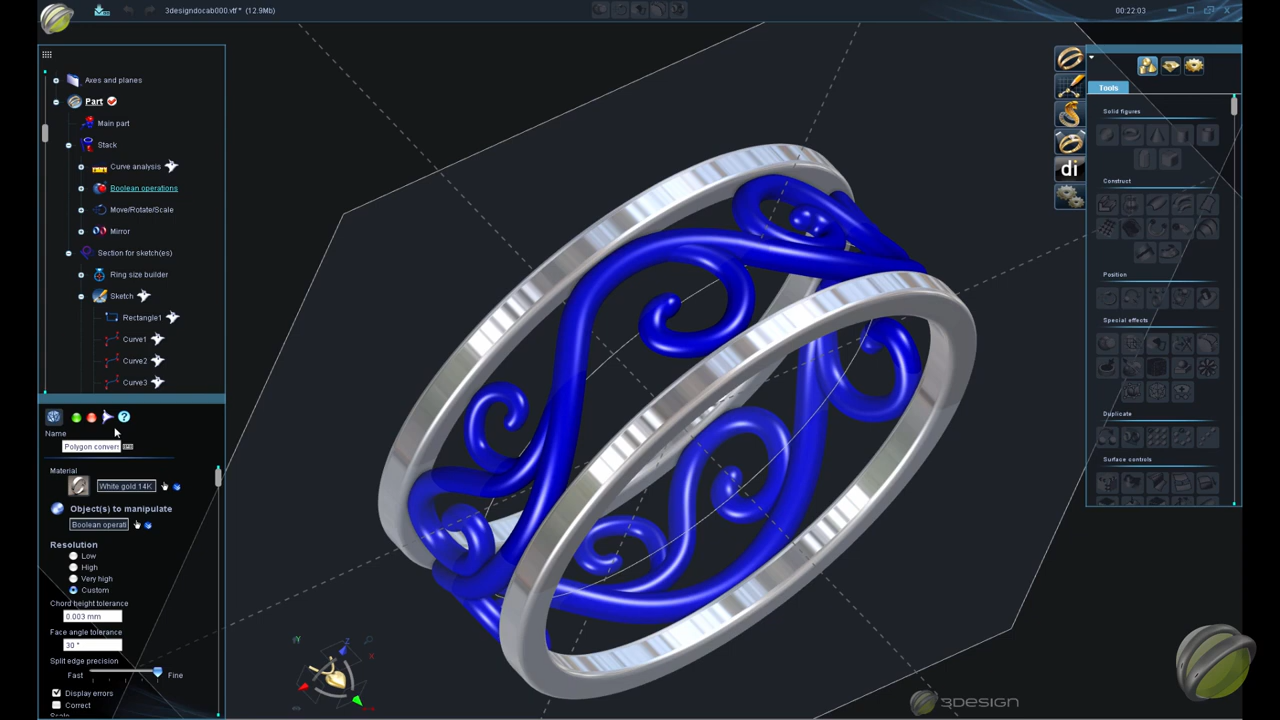 3designdocab000.vtf * (12.9Mb)
00:22:03
Axes and planes
Part
Main part
Stack
Curve analysis
Boolean operations
Move/Rotate/Scale
Mirror
Section for sketch(es)
Ring size builder
Sketch
Rectangle1
Curve1
Curve2
Curve3
?
Name
Polygon conver
Material
White gold 14K
Object(s) to manipulate
Boolean operati
Resolution
Low
High
Very high
Custom
Chord height tolerance
0.003 mm
Face angle tolerance
30 °
Split edge precision
Fast Fine
Display errors
Correct
Scale
Y
Z
X
di
Tools
Solid figures
Construct
Position
Special effects
Duplicate
Surface controls
3DESIGN